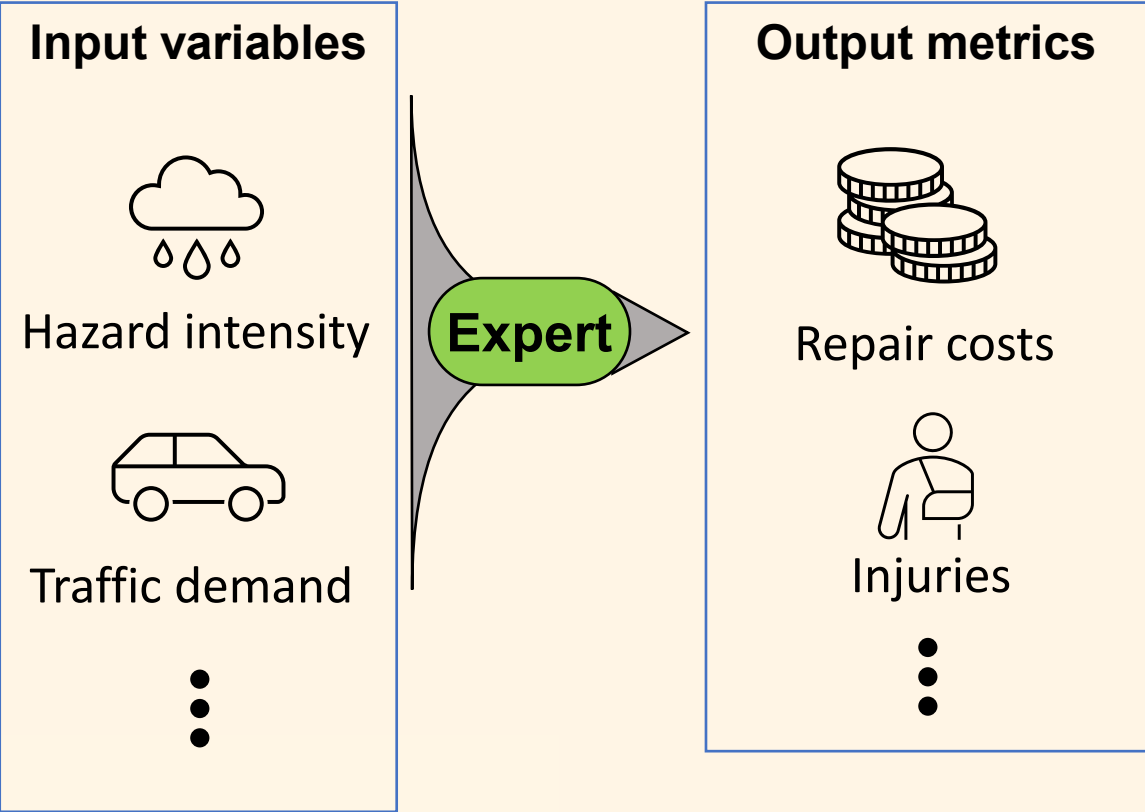 Input variables
Hazard intensity
Traffic demand
Expert
Output metrics
Repair costs
Injuries